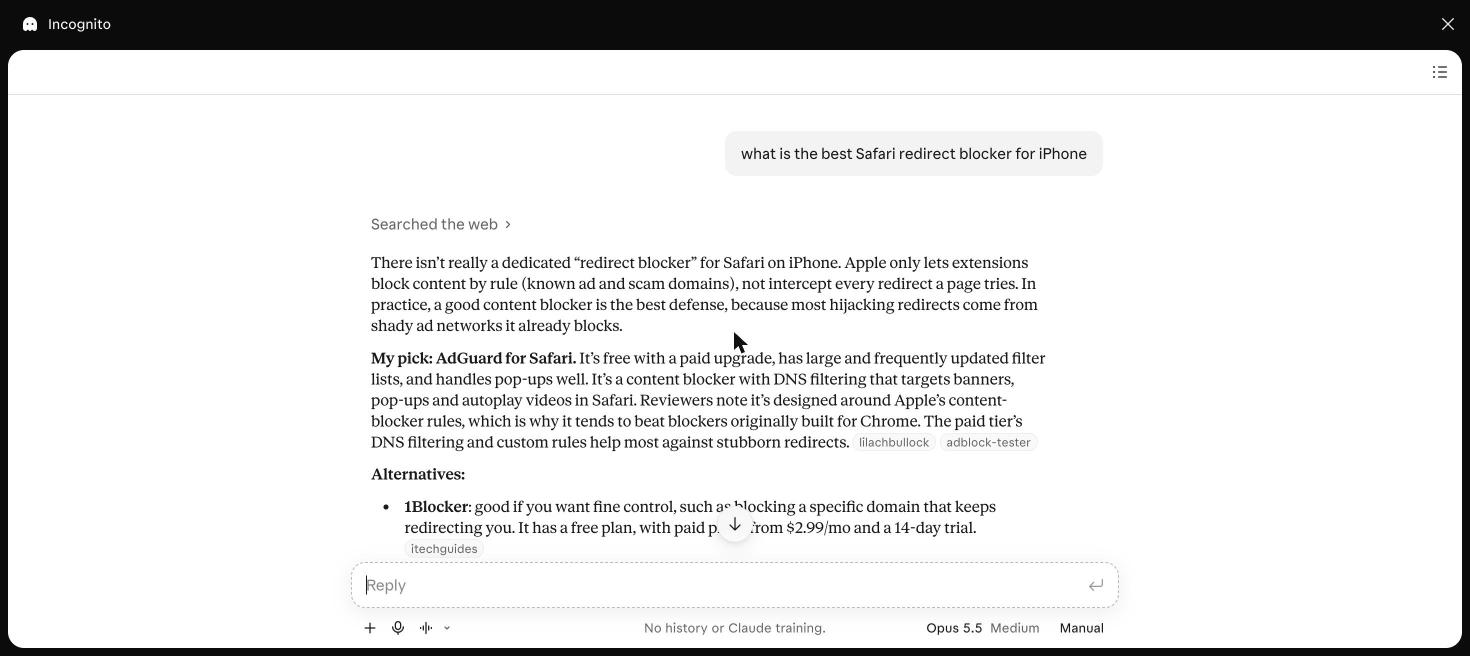 Incognito
what is the best Safari redirect blocker for iPhone
Searched the web
There isn’t really a dedicated “redirect blocker” for Safari on iPhone. Apple only lets extensions
block content by rule (known ad and scam domains), not intercept every redirect a page tries. In
practice, a good content blocker is the best defense, because most hijacking redirects come from
shady ad networks it already blocks.
My pick: AdGuard for Safari. It’s free with a paid upgrade, has large and frequently updated filter
lists, and handles pop-ups well. It’s a content blocker with DNS filtering that targets banners,
pop-ups and autoplay videos in Safari. Reviewers note it’s designed around Apple’s content-
blocker rules, which is why it tends to beat blockers originally built for Chrome. The paid tier’s
DNS filtering and custom rules help most against stubborn redirects. lilachbullock adblock-tester
Alternatives:
• 1Blocker: good if you want fine control, such as blocking a specific domain that keeps
redirecting you. It has a free plan, with paid from $2.99/mo and a 14-day trial.
itechguides
Reply
No history or Claude training.
Opus 5.5 Medium Manual